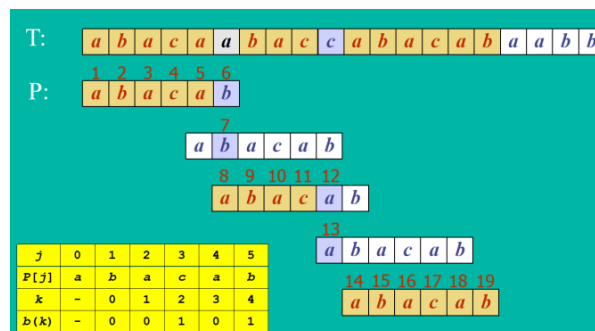 T: a b a c a a b a c c a b a c a b a a b b
1 2 3 4 5 6
P: a b a c a b
7
a b a c a b
8 9 10 11 12
a b a c a b
13
a b a c a b
14 15 16 17 18 19
a b a c a b
j 0 1 2 3 4 5
P[j] a b a c a b
k - 0 1 2 3 4
b(k) - 0 0 1 0 1